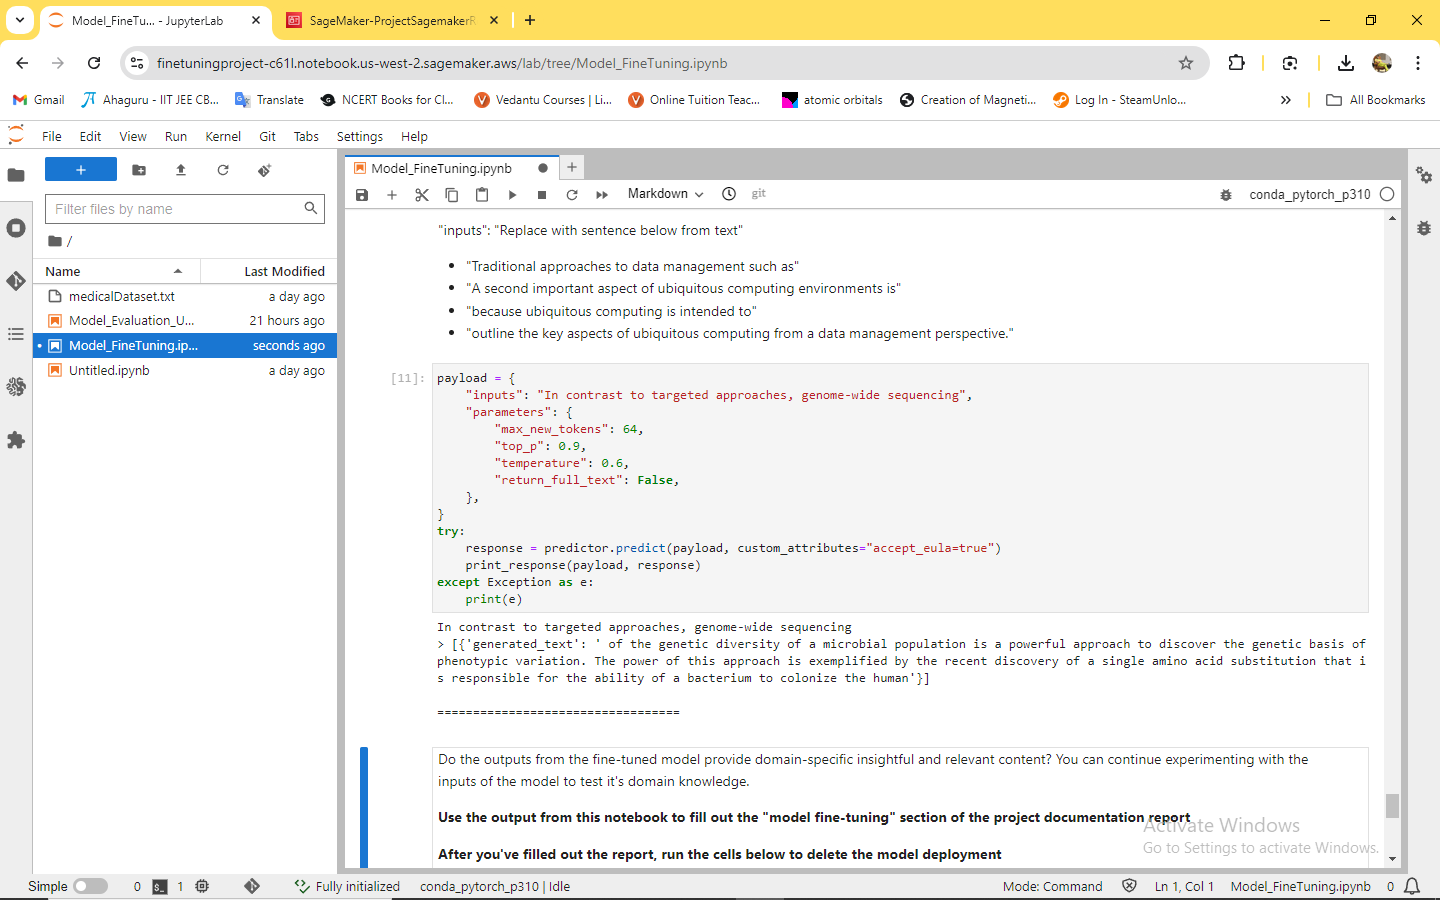 Model_FineTu... - JupyterLab
SageMaker-ProjectSagemakerR
finetuningproject-c61l.notebook.us-west-2.sagemaker.aws/lab/tree/Model_FineTuning.ipynb
Gmail
Ahaguru - IIT JEE CB...
Translate
NCERT Books for Cl...
Vedantu Courses | Li...
Online Tuition Teac...
atomic orbitals
Creation of Magneti...
Log In - SteamUnlo...
All Bookmarks
File Edit View Run Kernel Git Tabs Settings Help
Filter files by name
/
Name Last Modified
medicalDataset.txt a day ago
Model_Evaluation_U... 21 hours ago
Model_FineTuning.ip... seconds ago
Untitled.ipynb a day ago
Model_FineTuning.ipynb
Markdown
git
conda_pytorch_p310
"inputs": "Replace with sentence below from text"
• "Traditional approaches to data management such as"
• "A second important aspect of ubiquitous computing environments is"
• "because ubiquitous computing is intended to"
• "outline the key aspects of ubiquitous computing from a data management perspective."
[11]:
payload = {
"inputs": "In contrast to targeted approaches, genome-wide sequencing",
"parameters": {
"max_new_tokens": 64,
"top_p": 0.9,
"temperature": 0.6,
"return_full_text": False,
},
}
try:
response = predictor.predict(payload, custom_attributes="accept_eula=true")
print_response(payload, response)
except Exception as e:
print(e)
In contrast to targeted approaches, genome-wide sequencing
> [{'generated_text': ' of the genetic diversity of a microbial population is a powerful approach to discover the genetic basis of
phenotypic variation. The power of this approach is exemplified by the recent discovery of a single amino acid substitution that i
s responsible for the ability of a bacterium to colonize the human'}]
==================================
Do the outputs from the fine-tuned model provide domain-specific insightful and relevant content? You can continue experimenting with the
inputs of the model to test it's domain knowledge.
Use the output from this notebook to fill out the "model fine-tuning" section of the project documentation report
After you've filled out the report, run the cells below to delete the model deployment
Activate Windows
Go to Settings to activate Windows.
Simple 0 1 Fully initialized conda_pytorch_p310 | Idle Mode: Command Ln 1, Col 1 Model_FineTuning.ipynb 0